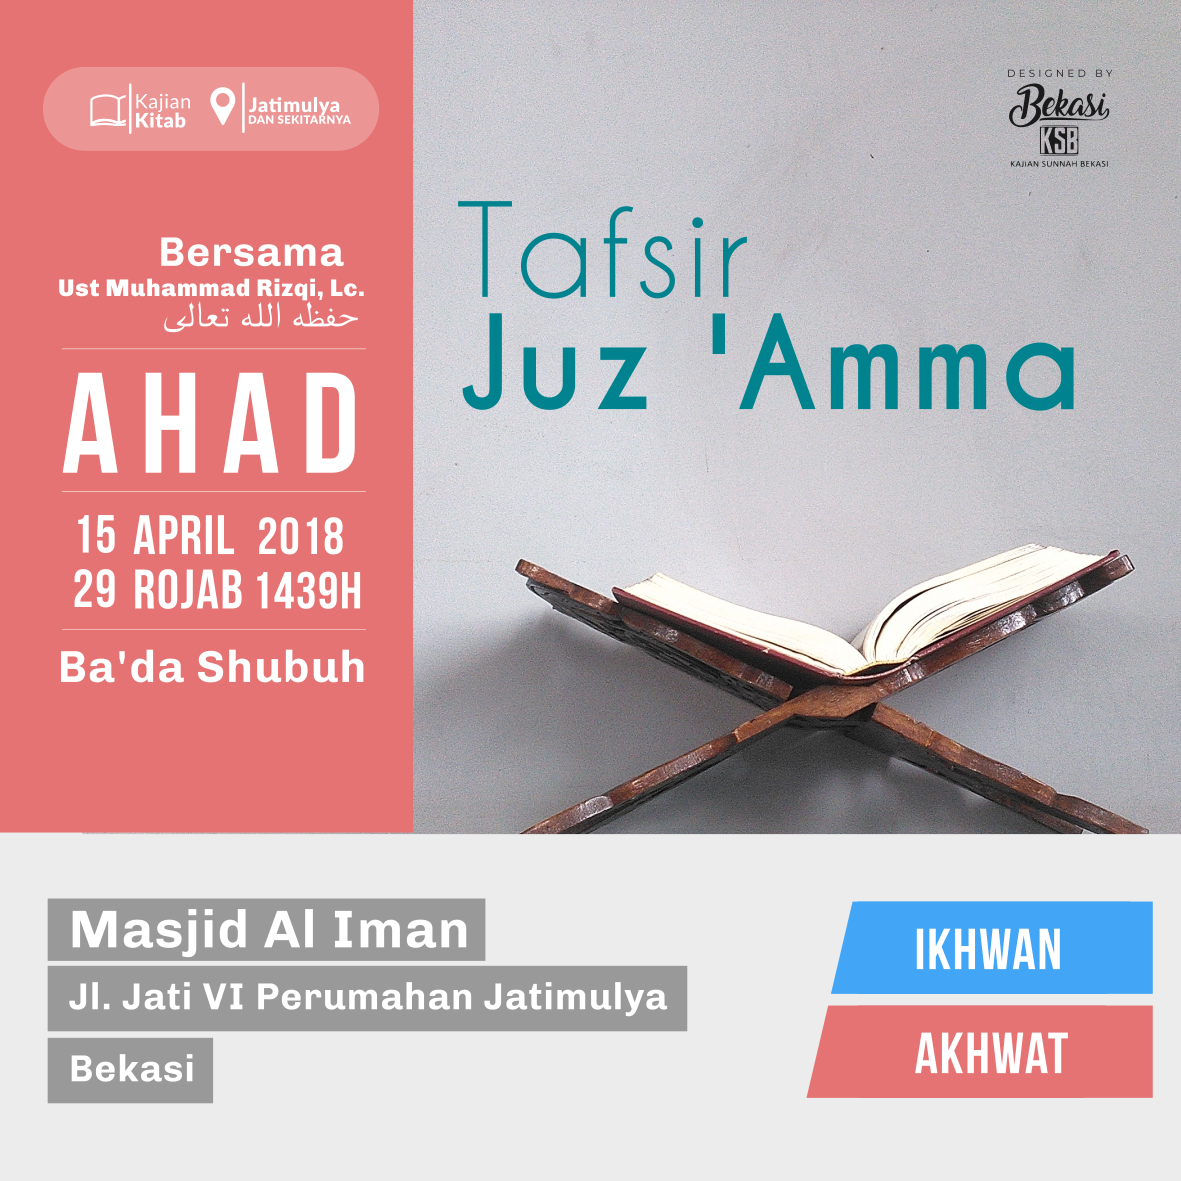 Kajian
Kitab
Jatimulya
DAN SEKITARNYA
Bersama
Ust Muhammad Rizqi, Lc.
حفظه الله تعالى
AHAD
15 APRIL 2018
29 ROJAB 1439H
Ba'da Shubuh
DESIGNED BY
Bekasi
KSB
KAJIAN SUNNAH BEKASI
Tafsir
Juz 'Amma
Masjid Al Iman
Jl. Jati VI Perumahan Jatimulya
Bekasi
IKHWAN
AKHWAT